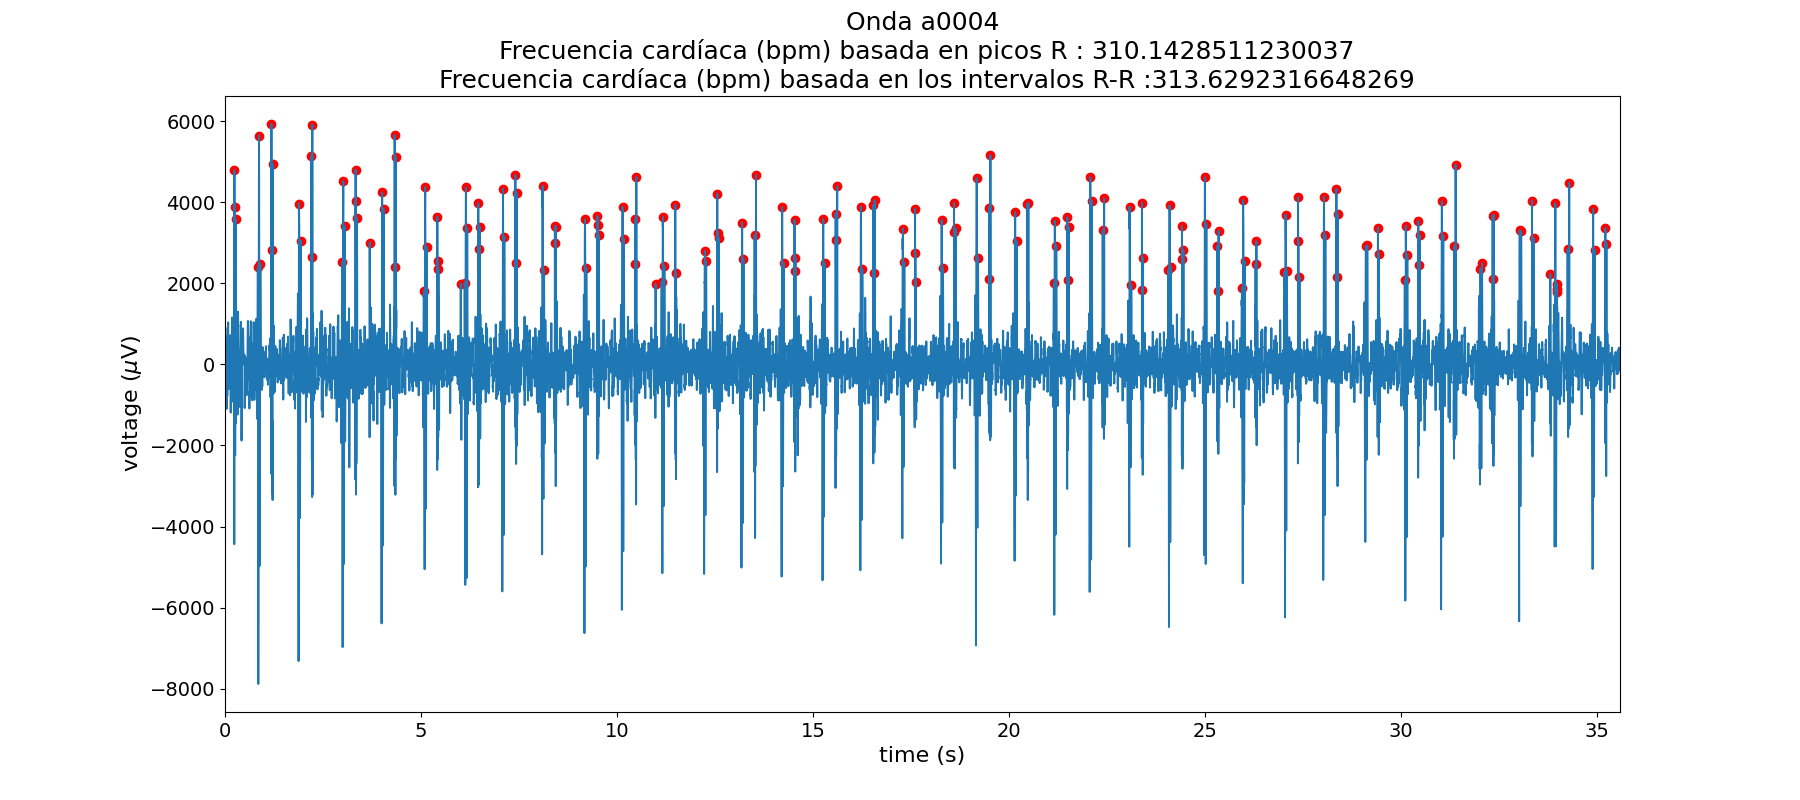 Onda a0004
Frecuencia cardíaca (bpm) basada en picos R : 310.1428511230037
Frecuencia cardíaca (bpm) basada en los intervalos R-R :313.6292316648269
6000
4000
2000
0
−2000
−4000
−6000
−8000
voltage (μV)
0 5 10 15 20 25 30 35
time (s)